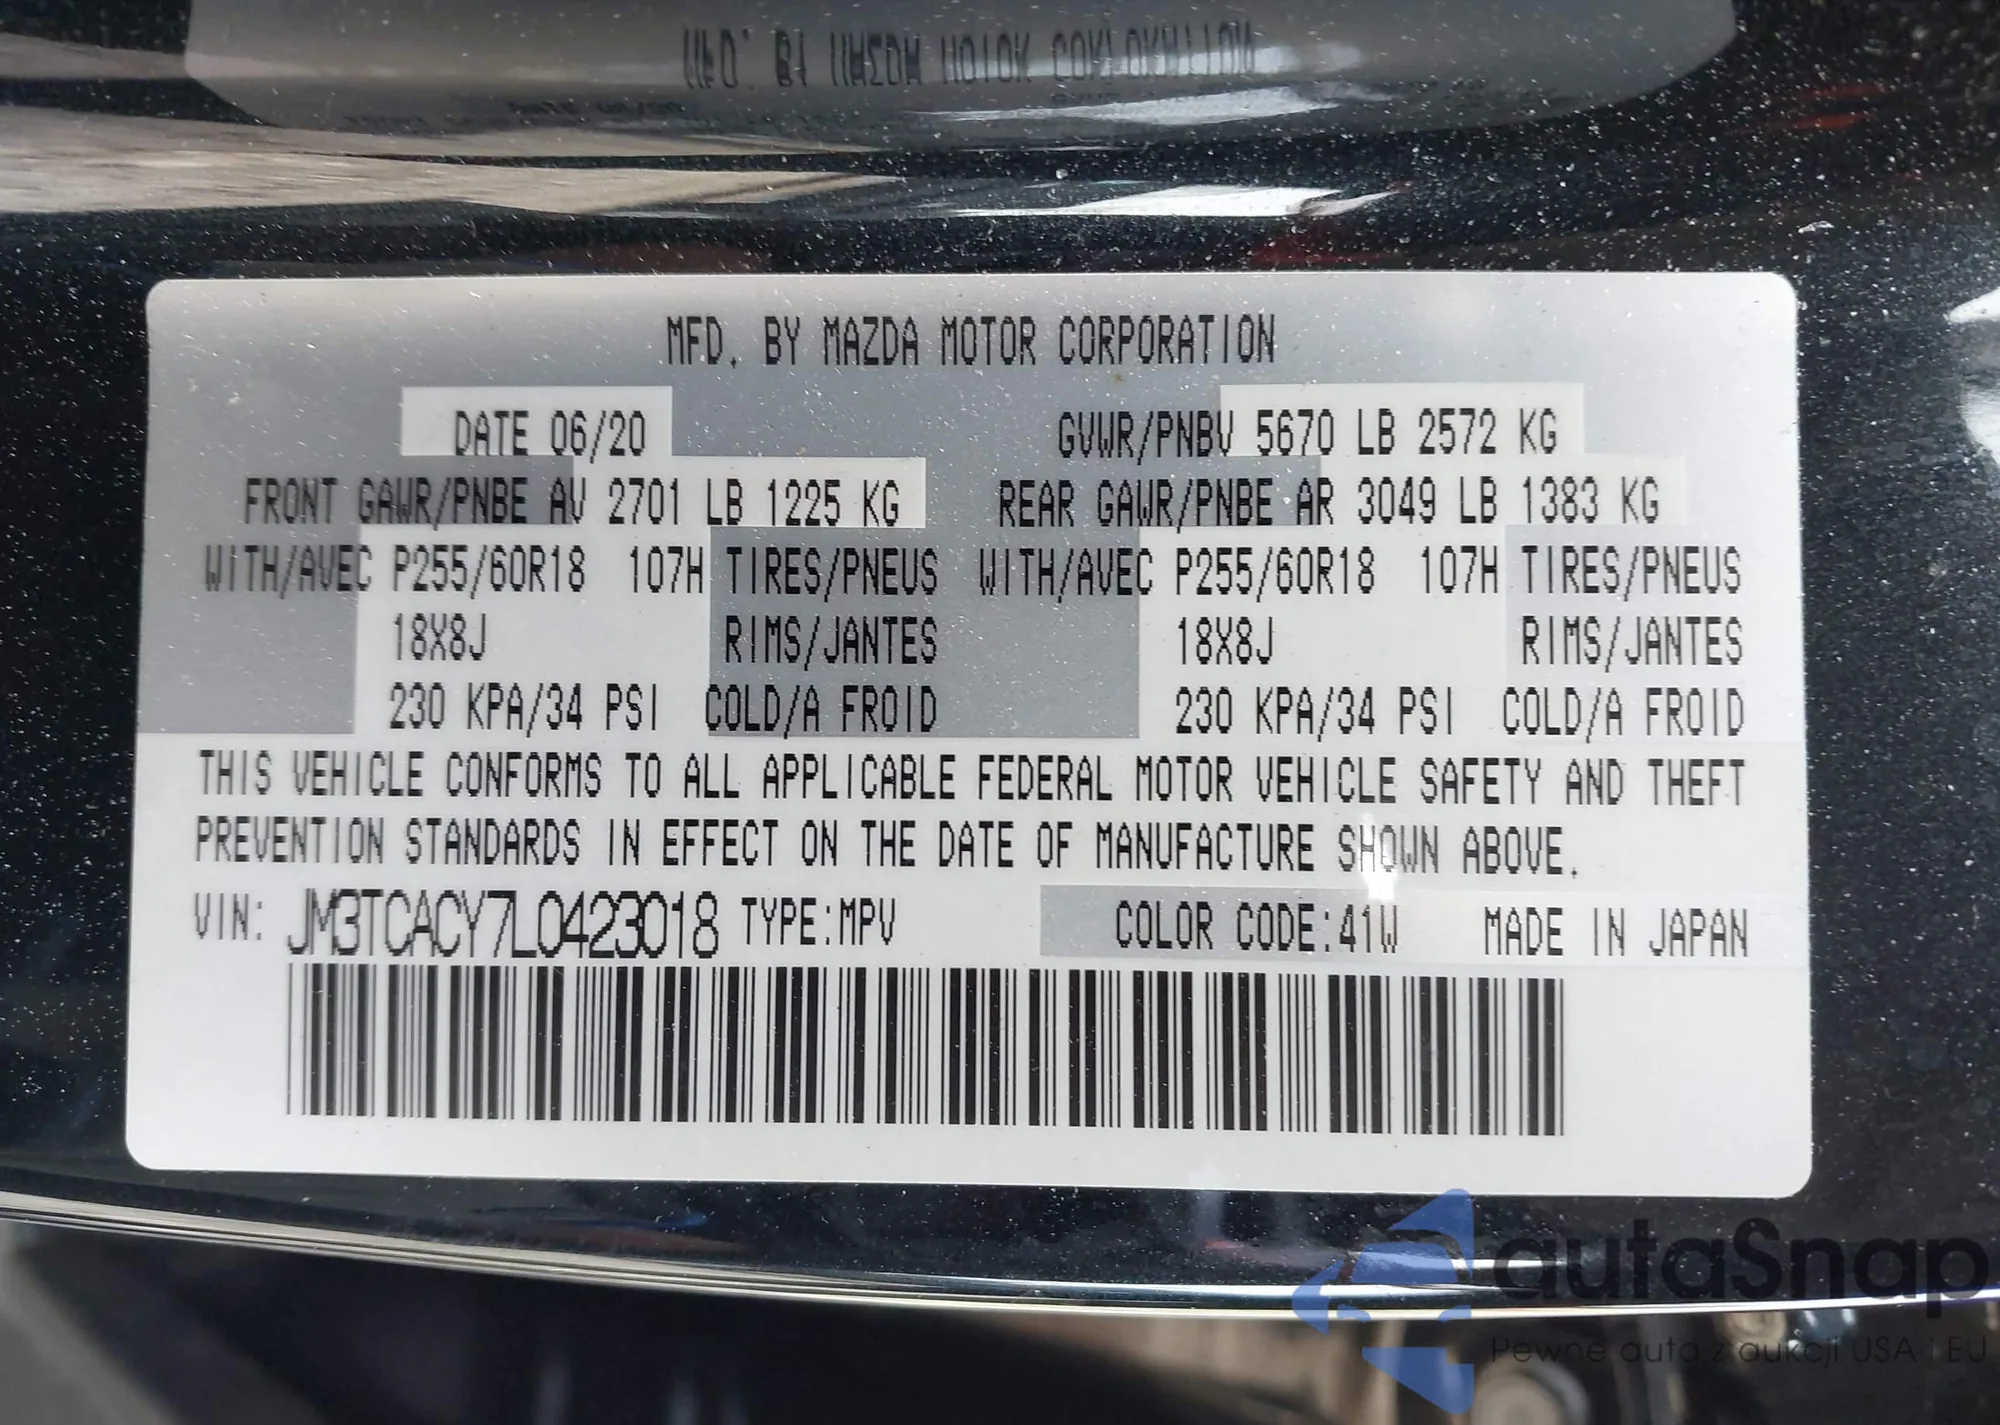 MFD. BY MAZDA MOTOR CORPORATION
DATE 06/20 GVWR/PNBV 5670 LB 2572 KG
FRONT GAWR/PNBE AV 2701 LB 1225 KG REAR GAWR/PNBE AR 3049 LB 1383 KG
WITH/AVEC P255/60R18 107H TIRES/PNEUS WITH/AVEC P255/60R18 107H TIRES/PNEUS
18X8J RIMS/JANTES 18X8J RIMS/JANTES
230 KPA/34 PSI COLD/A FROID 230 KPA/34 PSI COLD/A FROID
THIS VEHICLE CONFORMS TO ALL APPLICABLE FEDERAL MOTOR VEHICLE SAFETY AND THEFT
PREVENTION STANDARDS IN EFFECT ON THE DATE OF MANUFACTURE SHOWN ABOVE.
VIN: JM3TCACY7L0423018 TYPE:MPV COLOR CODE:41W MADE IN JAPAN
autaSnap
Pewne auta z aukcji USA i EU